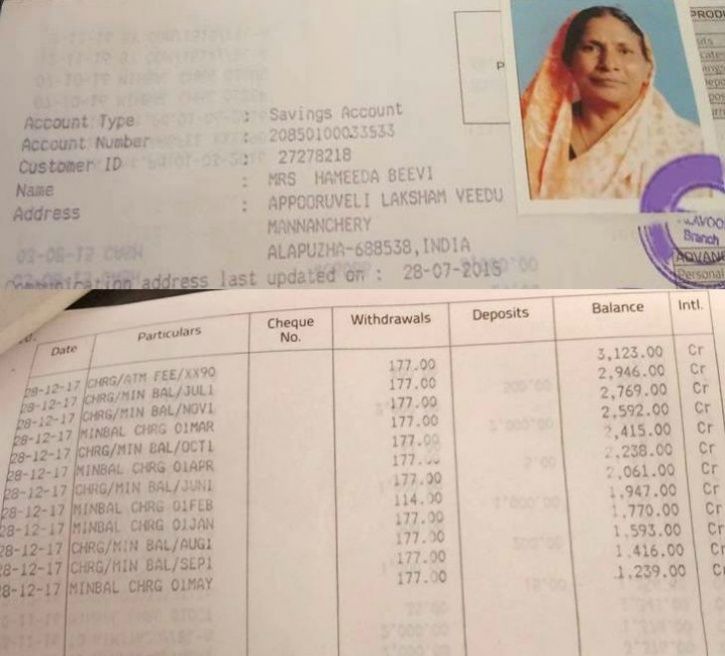 PRODU
P
Account Type : Savings Account
Account Number : 20850100033533
Customer ID : 27278218
Name : MRS HAMEEDA BEEVI
Address : APPOORUVELI LAKSHAM VEEDU
MANNANCHERY
ALAPUZHA-688538, INDIA
Communication address last updated on : 28-07-2015
Branch
ADVAN
Personal
Date Particulars Cheque No. Withdrawals Deposits Balance Intl.
28-12-17 CHRG/ATM FEE/XX90 177.00 3,123.00 Cr
28-12-17 CHRG/MIN BAL/JUL1 177.00 2,946.00 Cr
28-12-17 CHRG/MIN BAL/NOV1 177.00 2,769.00 Cr
28-12-17 MINBAL CHRG 01MAR 177.00 2,592.00 Cr
28-12-17 CHRG/MIN BAL/OCT1 177.00 2,415.00 Cr
28-12-17 MINBAL CHRG 01APR 177. 2,238.00 Cr
28-12-17 CHRG/MIN BAL/JUN1 177.00 2,061.00 Cr
28-12-17 MINBAL CHRG 01FEB 114.00 1,947.00 Cr
28-12-17 MINBAL CHRG 01JAN 177.00 1,770.00 Cr
28-12-17 CHRG/MIN BAL/AUG1 177.00 1,593.00 Cr
28-12-17 CHRG/MIN BAL/SEP1 177.00 1,416.00 Cr
28-12-17 MINBAL CHRG 01MAY 177.00 1,239.00 C